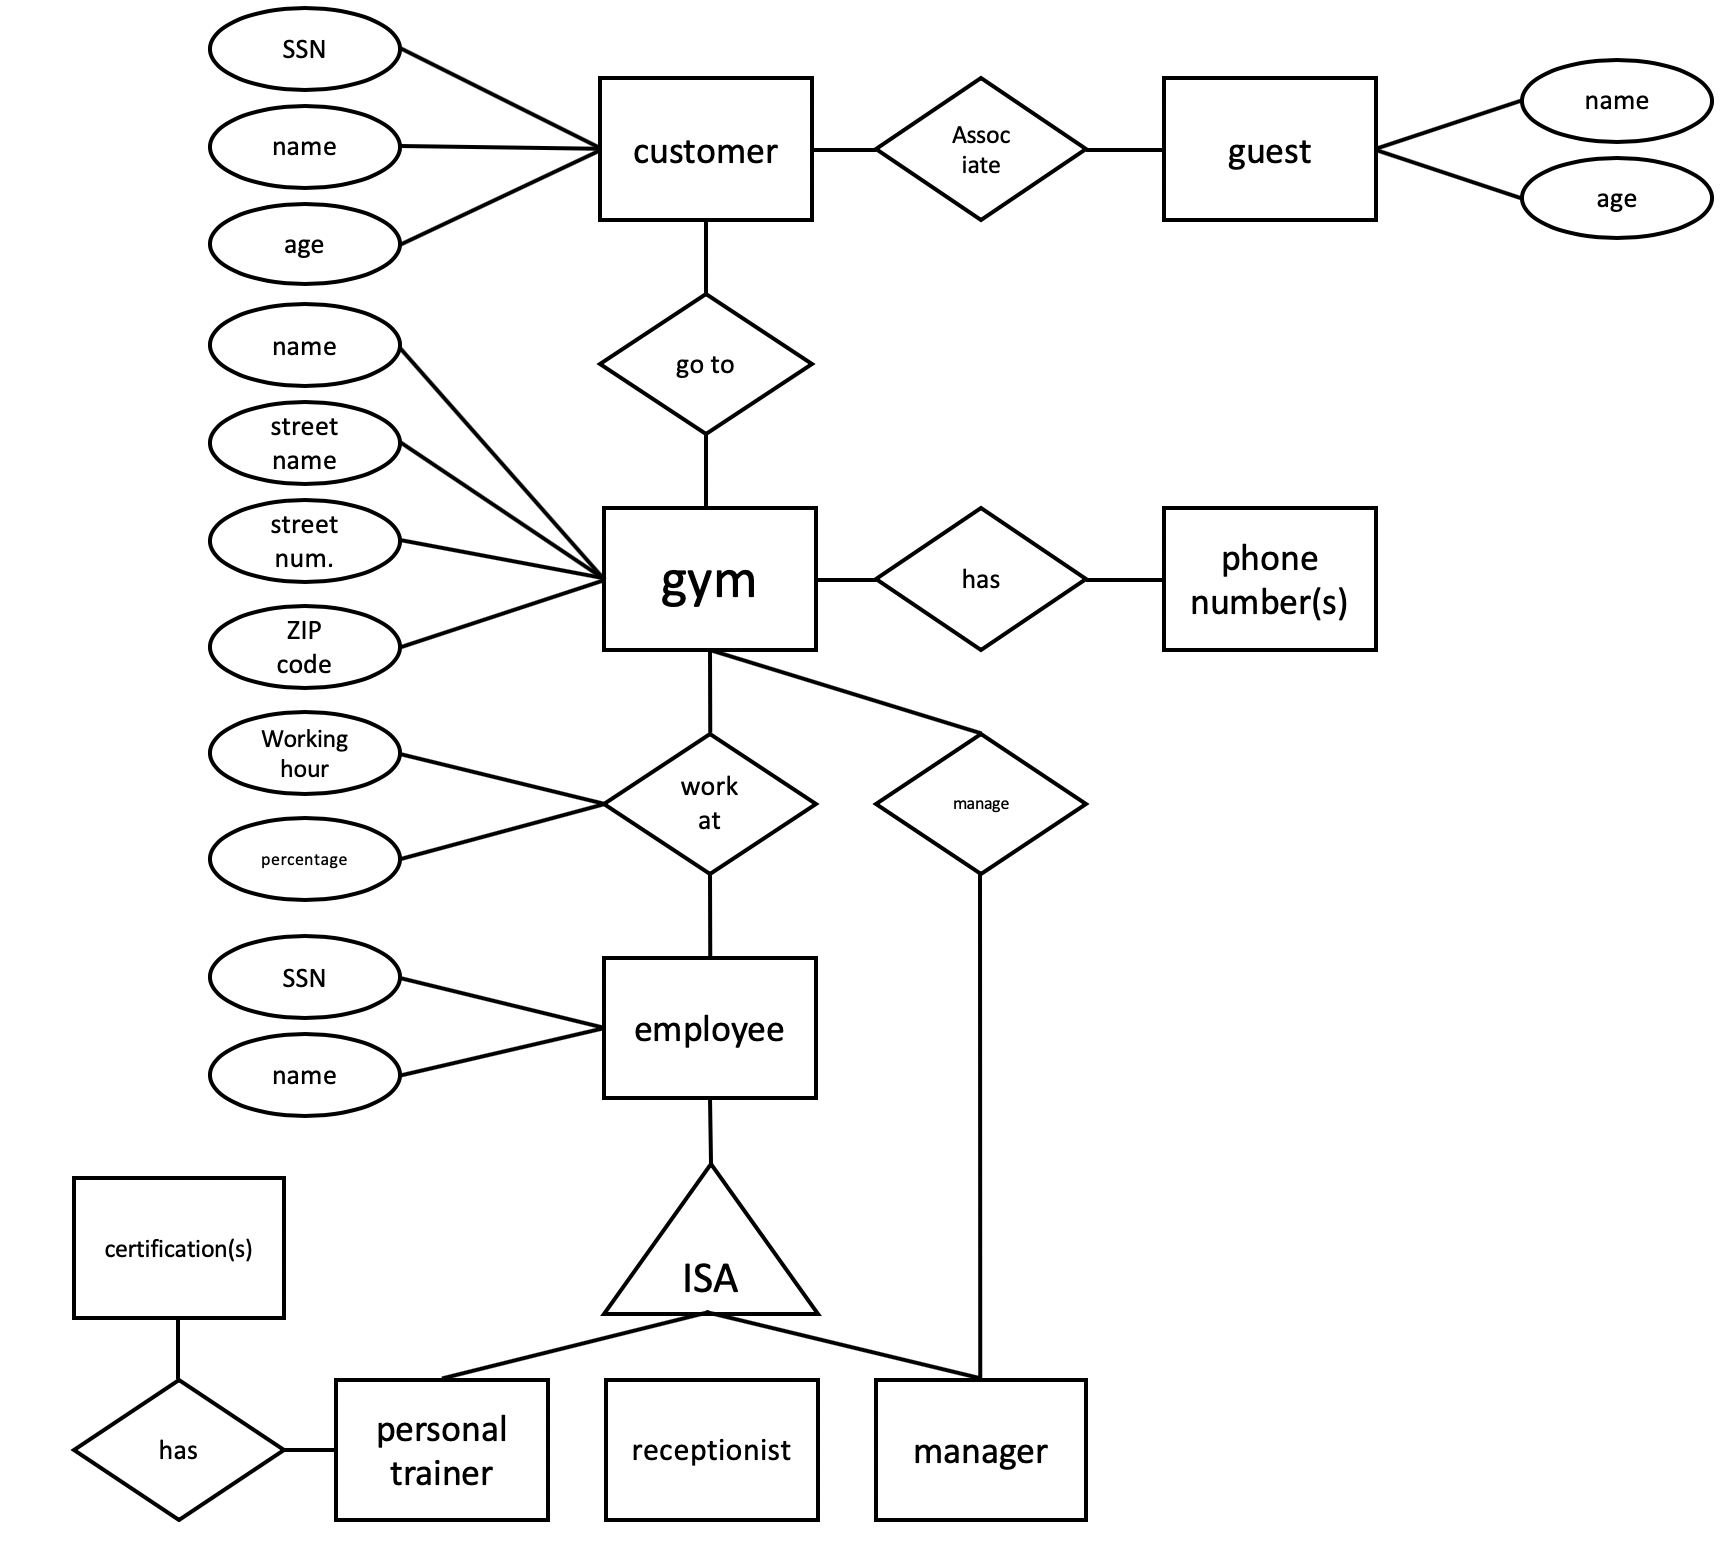 SSN
name
age
customer
Assoc
iate
guest
name
age
go to
name
street
name
street
num.
ZIP
code
gym
has
phone
number(s)
Working
hour
percentage
work
at
manage
SSN
name
employee
ISA
certification(s)
has
personal
trainer
receptionist
manager